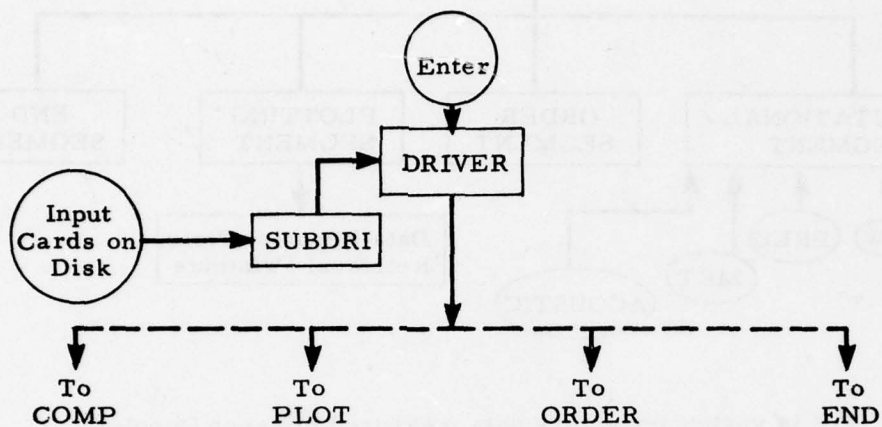 Enter
DRIVER
Input
Cards on
Disk
SUBDRI
To
COMP
To
PLOT
To
ORDER
To
END